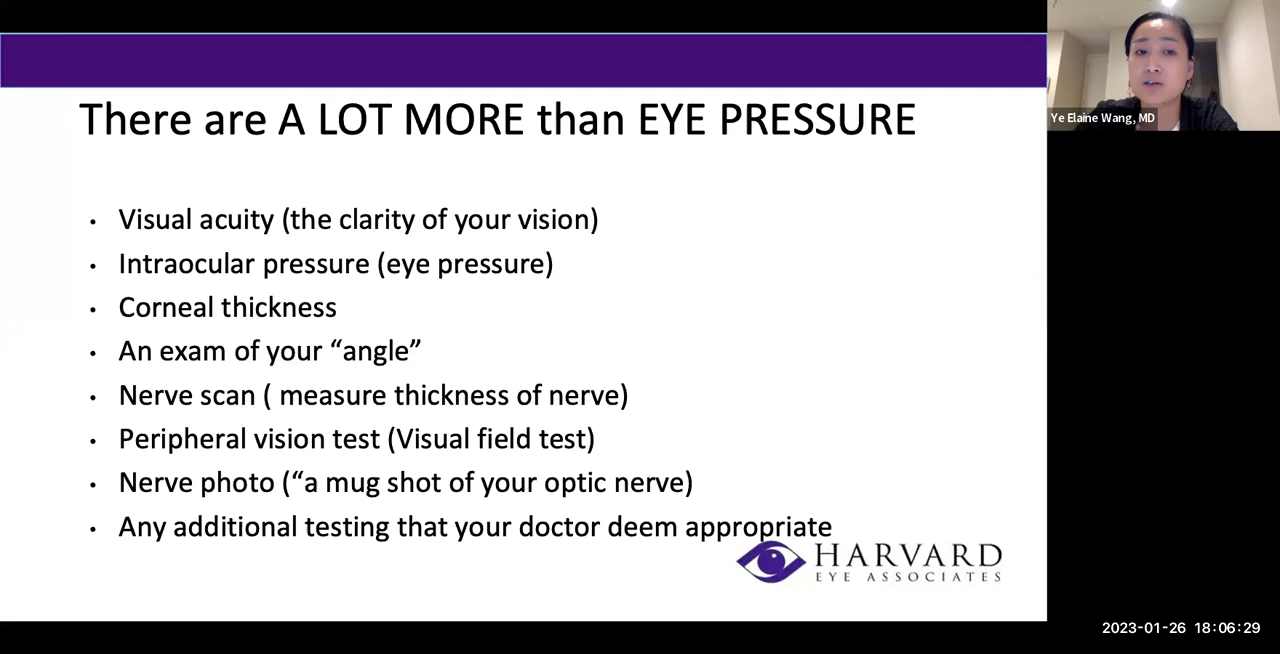 There are A LOT MORE than EYE PRESSURE
• Visual acuity (the clarity of your vision)
• Intraocular pressure (eye pressure)
• Corneal thickness
• An exam of your “angle”
• Nerve scan ( measure thickness of nerve)
• Peripheral vision test (Visual field test)
• Nerve photo (“a mug shot of your optic nerve)
• Any additional testing that your doctor deem appropriate
HARVARD
EYE ASSOCIATES
Ye Elaine Wang, MD
2023-01-26 18:06:29